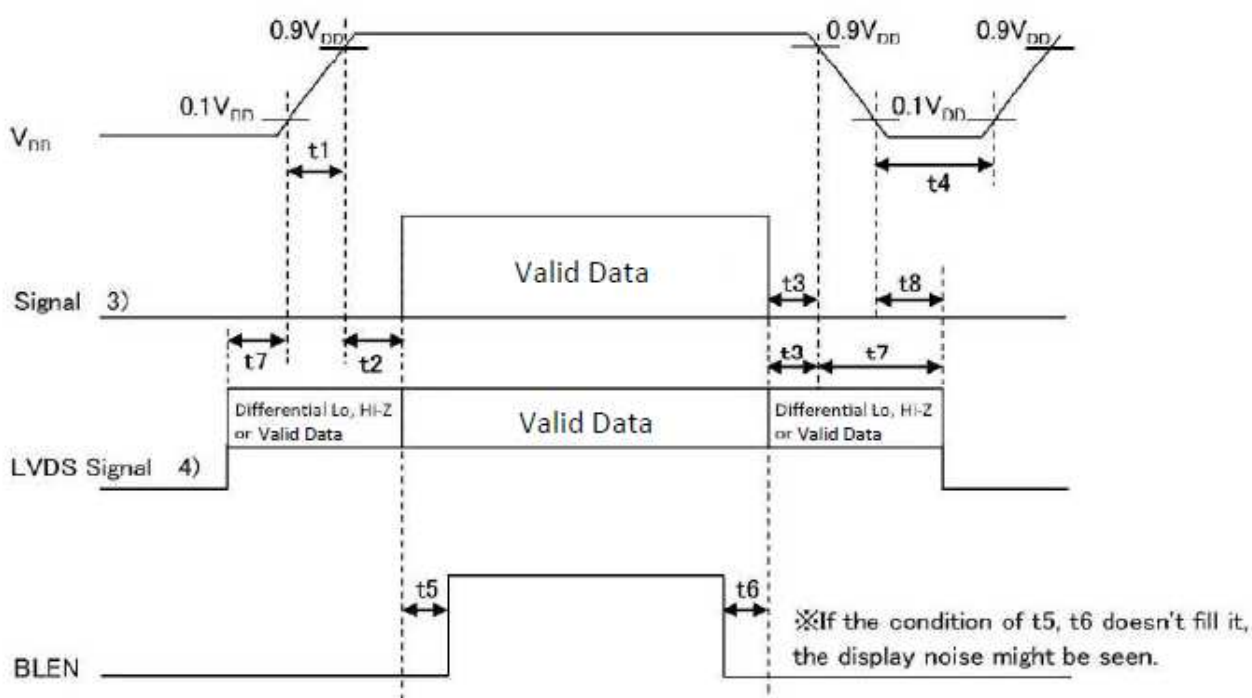 0.9VDD 0.9VDD 0.9VDD
0.1VDD 0.1VDD
VDD
t1
t4
Valid Data
t3 t8
Signal 3)
t7 t2 t3 t7
Differential Lo, Hi-Z
or Valid Data
Valid Data
Differential Lo, Hi-Z
or Valid Data
LVDS Signal 4)
t5 t6
※If the condition of t5, t6 doesn't fill it,
the display noise might be seen.
BLEN